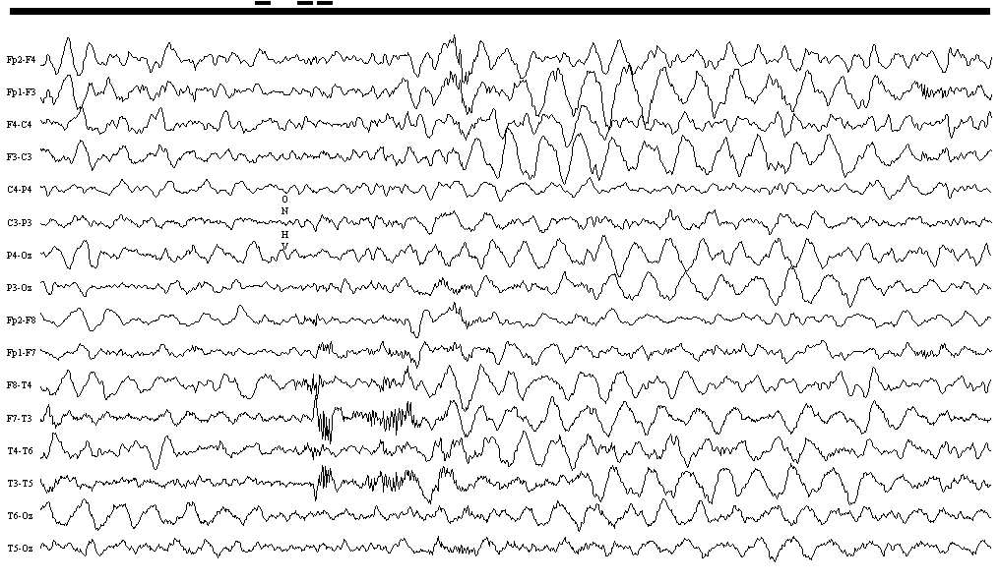 Fp2-F4
Fp1-F3
F4-C4
F3-C3
C4-P4
O
N
H
V
C3-P3
P4-Oz
P3-Oz
Fp2-F8
Fp1-F7
F8-T4
F7-T3
T4-T6
T3-T5
T6-Oz
T5-Oz